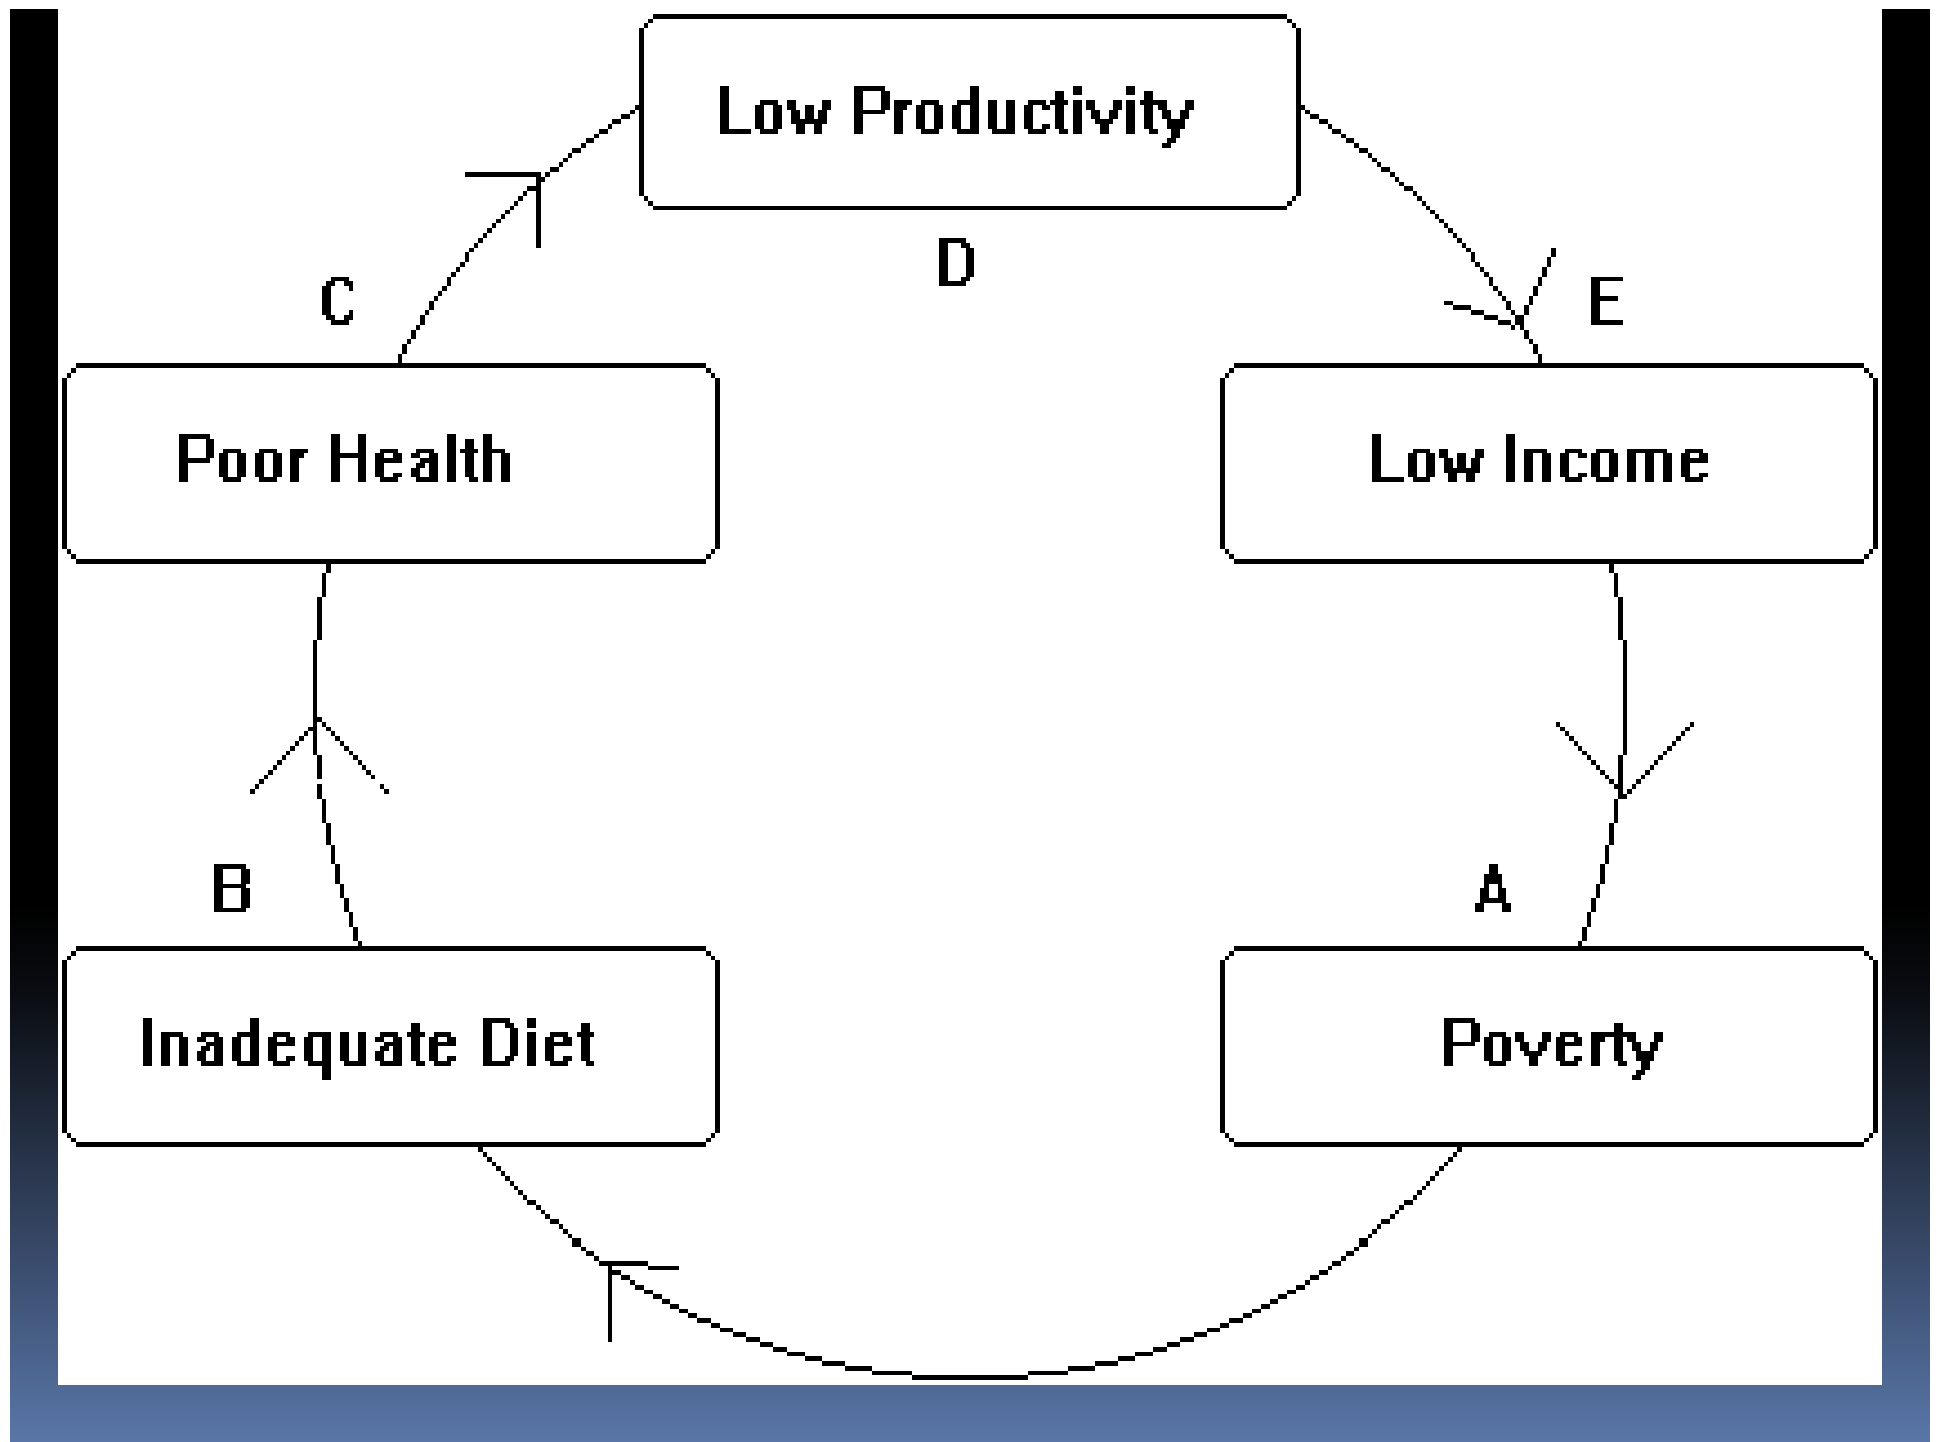 Low Productivity
D
C
E
Poor Health
Low Income
B
A
Inadequate Diet
Poverty